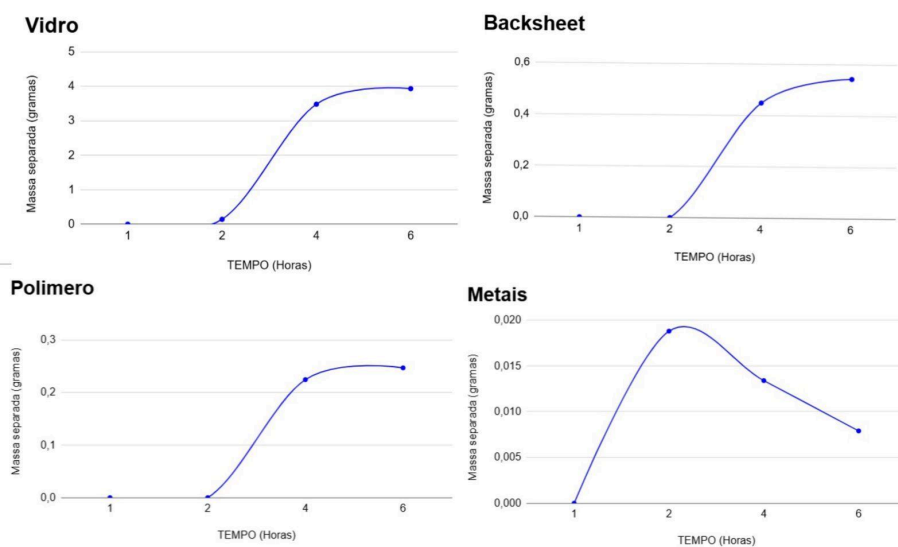 Vidro
Massa separada (gramas)
5
4
3
2
1
0
1 2 4 6
TEMPO (Horas)
Backsheet
Massa separada (gramas)
0,6
0,4
0,2
0,0
1 2 4 6
TEMPO (Horas)
Polimero
Massa separada (gramas)
0,3
0,2
0,1
0,0
1 2 4 6
TEMPO (Horas)
Metais
Massa separada (gramas)
0,020
0,015
0,010
0,005
0,000
1 2 4 6
TEMPO (Horas)